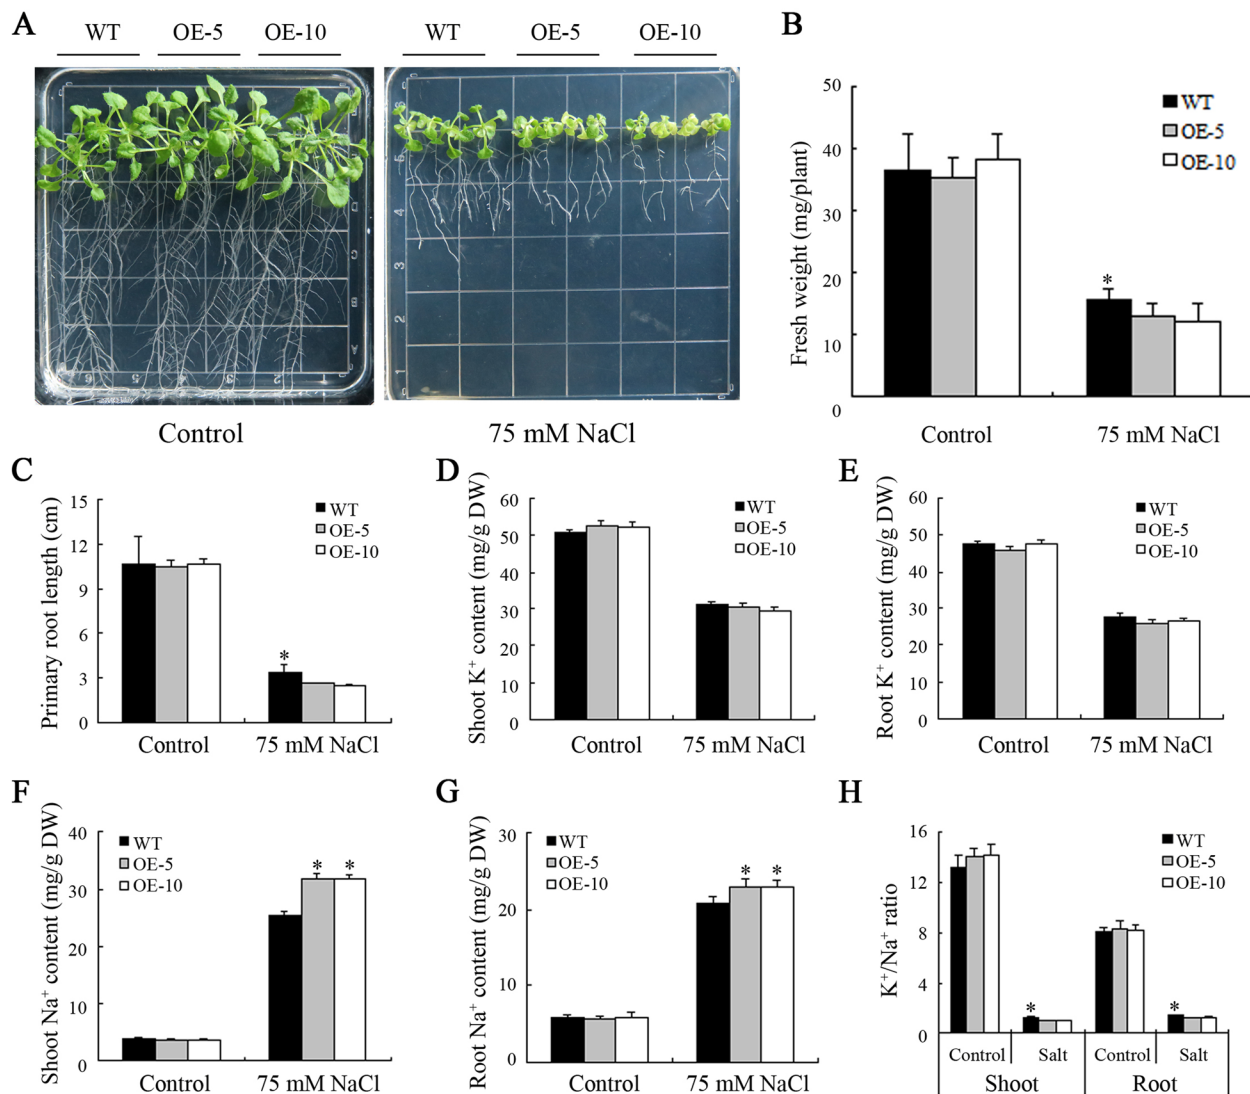 A
WT OE-5 OE-10
WT OE-5 OE-10
Control
75 mM NaCl
B
Fresh weight (mg/plant)
50
40
30
20
10
0
WT
OE-5
OE-10
*
Control 75 mM NaCl
C
Primary root length (cm)
15
12
9
6
3
0
WT
OE-5
OE-10
*
Control 75 mM NaCl
D
Shoot K⁺ content (mg/g DW)
60
50
40
30
20
10
0
WT
OE-5
OE-10
Control 75 mM NaCl
E
Root K⁺ content (mg/g DW)
60
50
40
30
20
10
0
WT
OE-5
OE-10
Control 75 mM NaCl
F
Shoot Na⁺ content (mg/g DW)
40
30
20
10
0
WT
OE-5
OE-10
* *
Control 75 mM NaCl
G
Root Na⁺ content (mg/g DW)
30
20
10
0
WT
OE-5
OE-10
* *
Control 75 mM NaCl
H
K⁺/Na⁺ ratio
16
12
8
4
0
WT
OE-5
OE-10
* *
Control Salt Control Salt
Shoot Root